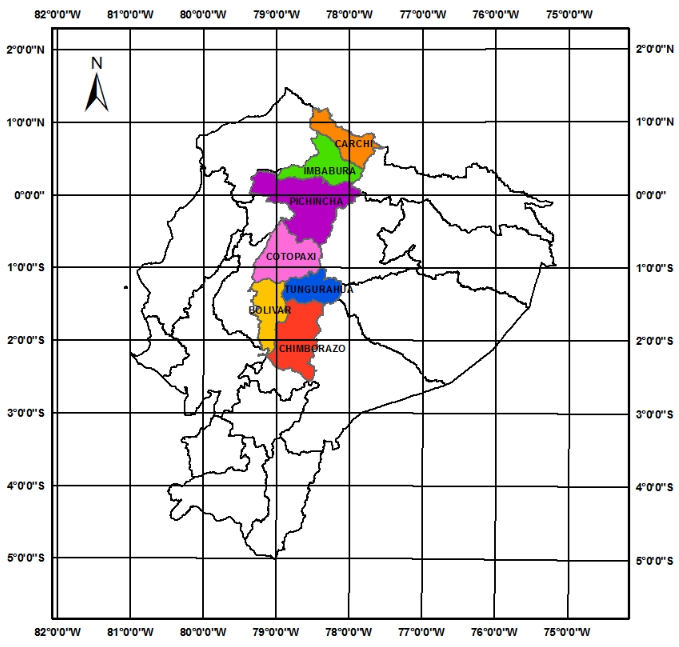 82°0'0"W 81°0'0"W 80°0'0"W 79°0'0"W 78°0'0"W 77°0'0"W 76°0'0"W 75°0'0"W
2°0'0"N 2°0'0"N
N
1°0'0"N 1°0'0"N
CARCHI
IMBABURA
0°0'0" 0°0'0"
PICHINCHA
COTOPAXI
1°0'0"S 1°0'0"S
TUNGURAHUA
BOLIVAR
2°0'0"S 2°0'0"S
CHIMBORAZO
3°0'0"S 3°0'0"S
4°0'0"S 4°0'0"S
5°0'0"S 5°0'0"S
82°0'0"W 81°0'0"W 80°0'0"W 79°0'0"W 78°0'0"W 77°0'0"W 76°0'0"W 75°0'0"W